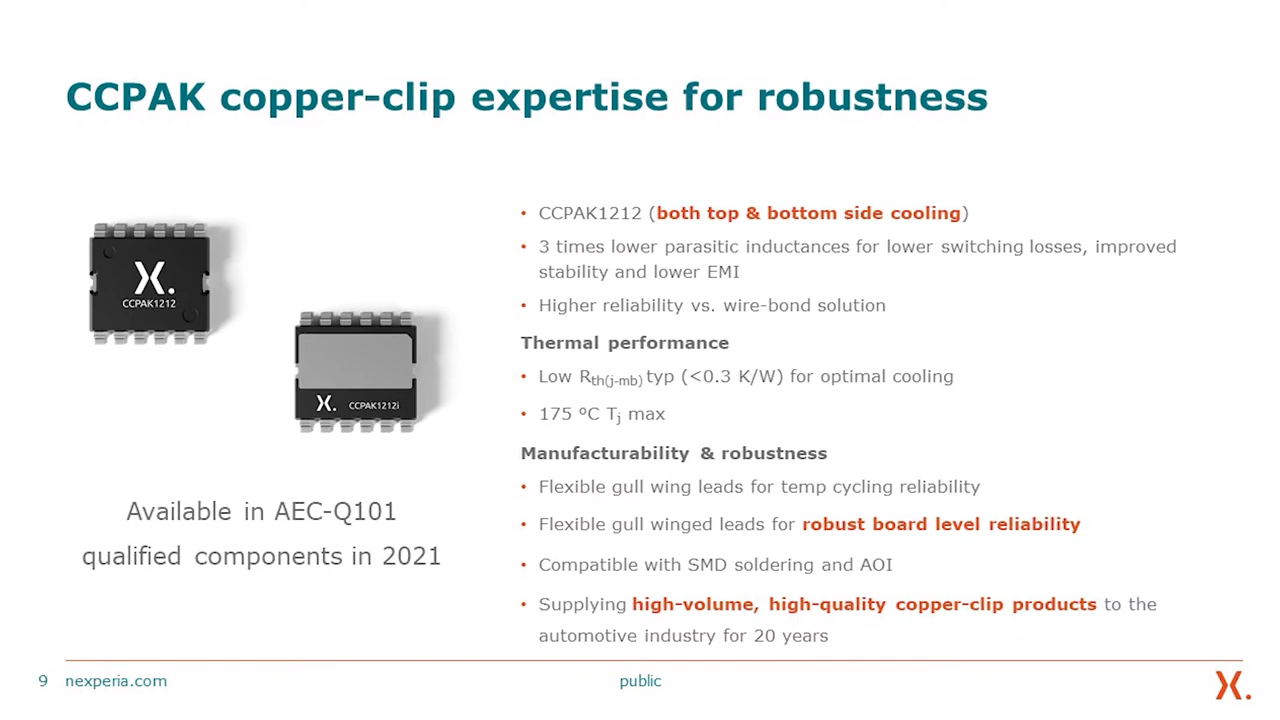 CCPAK copper-clip expertise for robustness
X.
CCPAK1212
X. CCPAK1212i
Available in AEC-Q101
qualified components in 2021
• CCPAK1212 (both top & bottom side cooling)
• 3 times lower parasitic inductances for lower switching losses, improved
stability and lower EMI
• Higher reliability vs. wire-bond solution
Thermal performance
• Low Rth(j-mb) typ (<0.3 K/W) for optimal cooling
• 175 ºC Tj max
Manufacturability & robustness
• Flexible gull wing leads for temp cycling reliability
• Flexible gull winged leads for robust board level reliability
• Compatible with SMD soldering and AOI
• Supplying high-volume, high-quality copper-clip products to the
automotive industry for 20 years
9 nexperia.com public X.